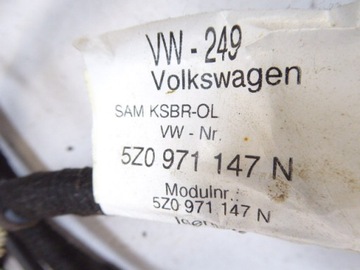 VW - 249
Volkswagen
SAM KSBR-OL
VW - Nr.
5Z0 971 147 N
Modulnr.:
5Z0 971 147 N